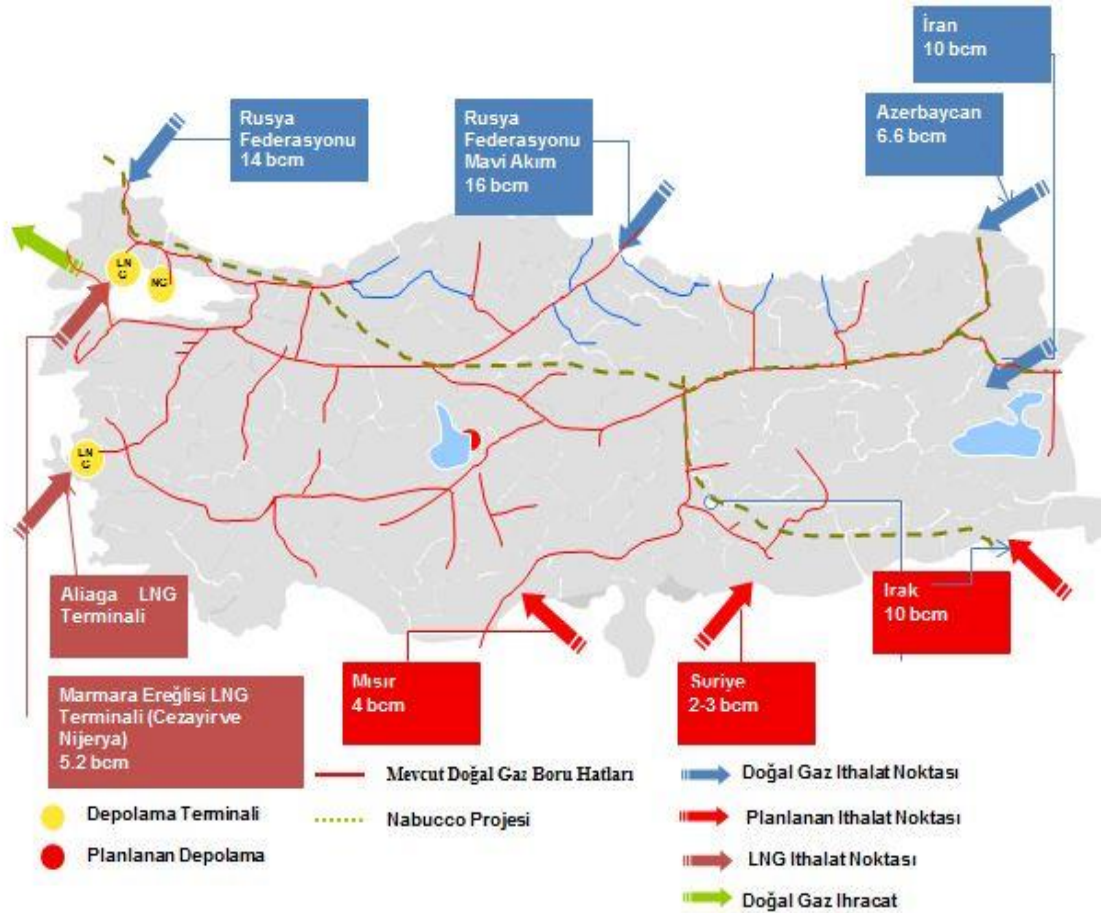 İran
10 bcm
Azerbaycan
6.6 bcm
Rusya
Federasyonu
14 bcm
Rusya
Federasyonu
Mavi Akım
16 bcm
LN
G
NG
LN
G
Aliaga LNG
Terminali
Irak
10 bcm
Marmara Ereğlisi LNG
Terminali (Cezayir ve
Nijerya)
5.2 bcm
Mısır
4 bcm
Suriye
2-3 bcm
Mevcut Doğal Gaz Boru Hatları
Doğal Gaz Ithalat Noktası
Depolama Terminali
Nabucco Projesi
Planlanan Ithalat Noktası
Planlanan Depolama
LNG Ithalat Noktası
Doğal Gaz Ihracat